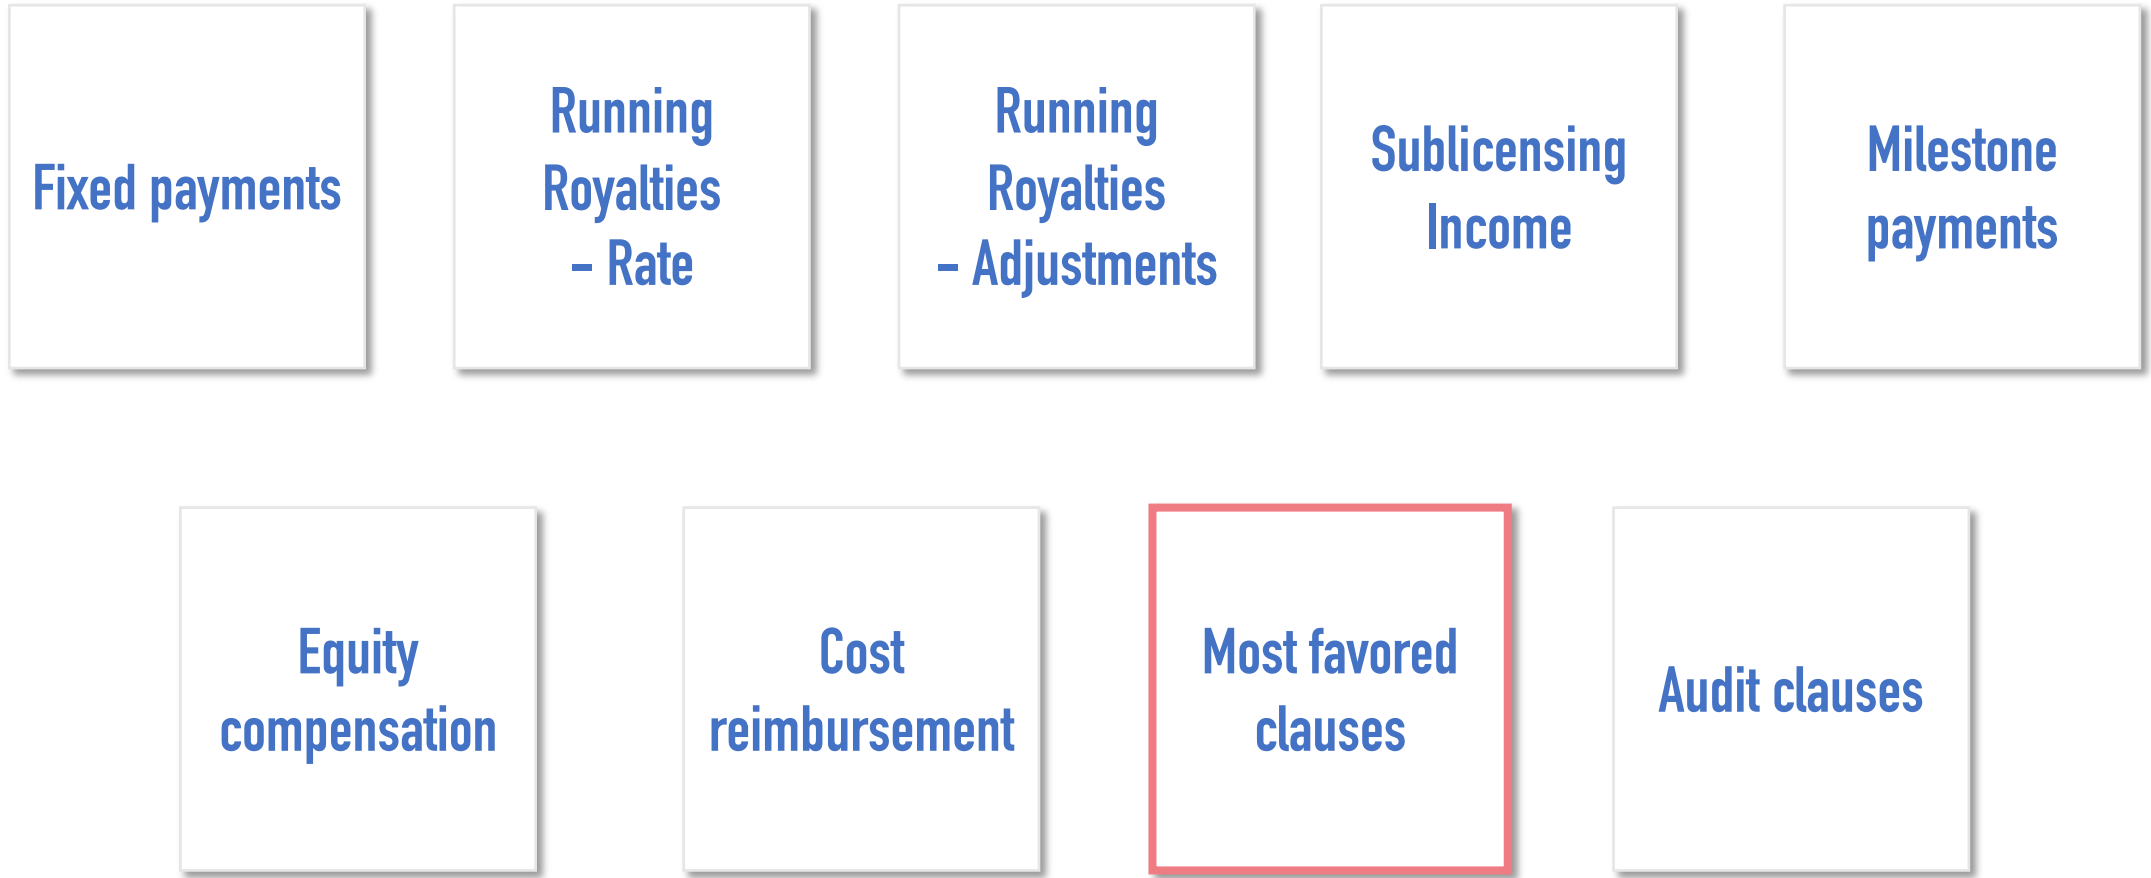 Fixed payments
Running
Royalties
– Rate
Running
Royalties
– Adjustments
Sublicensing
Income
Milestone
payments
Equity
compensation
Cost
reimbursement
Most favored
clauses
Audit clauses